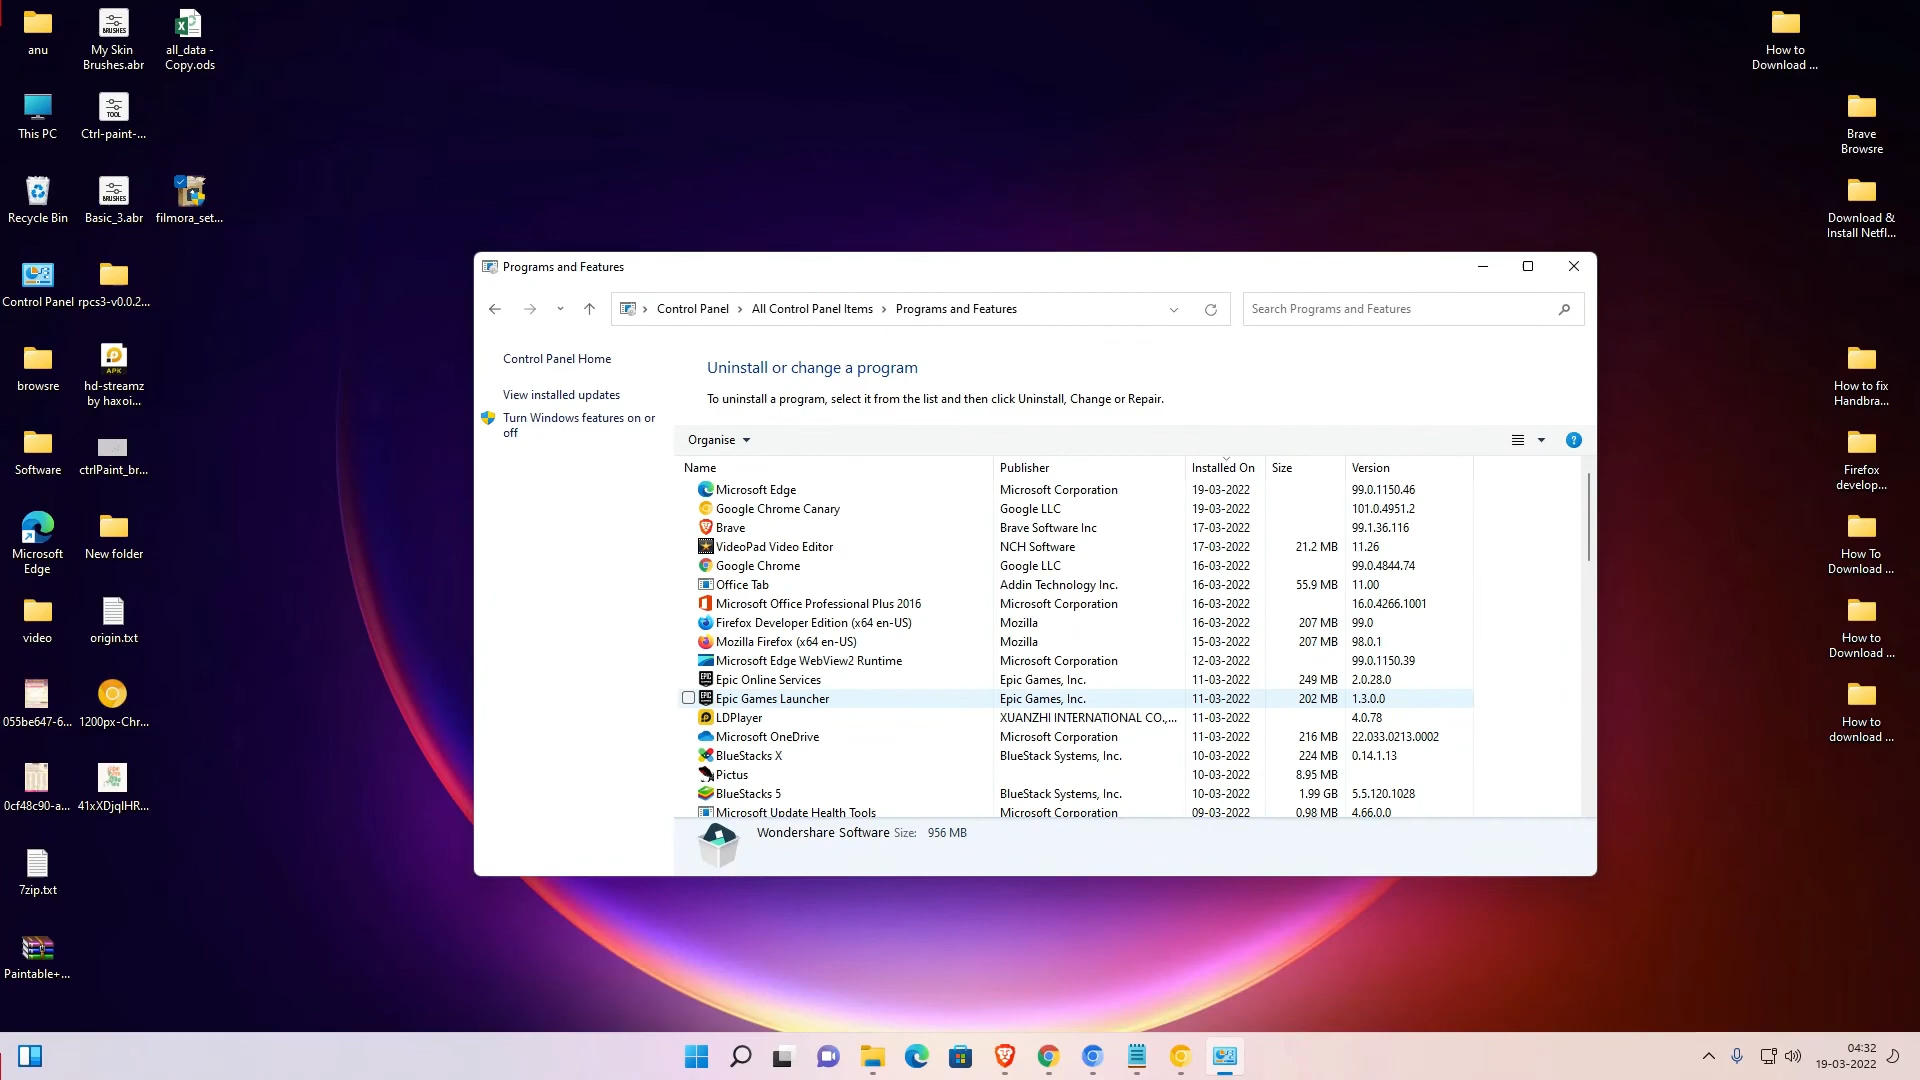 anu
My Skin
Brushes.abr
all_data -
Copy.ods
This PC
Ctrl-paint-...
Recycle Bin
Basic_3.abr
filmora_set...
Control Panel
rpcs3-v0.0.2...
browsre
hd-streamz
by haxoi...
Software
ctrlPaint_br...
Microsoft
Edge
New folder
video
origin.txt
055be647-6...
1200px-Chr...
0cf48c90-a...
41xXDjqIHR...
7zip.txt
Paintable+...
BRUSHES
TOOL
BRUSHES
APK
How to
Download ...
Brave
Browsre
Download &
Install Netfl...
How to fix
Handbra...
Firefox
develop...
How To
Download ...
How to
Download ...
How to
download ...
Programs and Features
Control Panel > All Control Panel Items > Programs and Features
Search Programs and Features
Control Panel Home
View installed updates
Turn Windows features on or
off
Uninstall or change a program
To uninstall a program, select it from the list and then click Uninstall, Change or Repair.
Organise
Name Publisher Installed On Size Version
Microsoft Edge Microsoft Corporation 19-03-2022 99.0.1150.46
Google Chrome Canary Google LLC 19-03-2022 101.0.4951.2
Brave Brave Software Inc 17-03-2022 99.1.36.116
VideoPad Video Editor NCH Software 17-03-2022 21.2 MB 11.26
Google Chrome Google LLC 16-03-2022 99.0.4844.74
Office Tab Addin Technology Inc. 16-03-2022 55.9 MB 11.00
Microsoft Office Professional Plus 2016 Microsoft Corporation 16-03-2022 16.0.4266.1001
Firefox Developer Edition (x64 en-US) Mozilla 16-03-2022 207 MB 99.0
Mozilla Firefox (x64 en-US) Mozilla 15-03-2022 207 MB 98.0.1
Microsoft Edge WebView2 Runtime Microsoft Corporation 12-03-2022 99.0.1150.39
Epic Online Services Epic Games, Inc. 11-03-2022 249 MB 2.0.28.0
Epic Games Launcher Epic Games, Inc. 11-03-2022 202 MB 1.3.0.0
LDPlayer XUANZHI INTERNATIONAL CO.,... 11-03-2022 4.0.78
Microsoft OneDrive Microsoft Corporation 11-03-2022 216 MB 22.033.0213.0002
BlueStacks X BlueStack Systems, Inc. 10-03-2022 224 MB 0.14.1.13
Pictus 10-03-2022 8.95 MB
BlueStacks 5 BlueStack Systems, Inc. 10-03-2022 1.99 GB 5.5.120.1028
Microsoft Update Health Tools Microsoft Corporation 09-03-2022 0.98 MB 4.66.0.0
Wondershare Software Size: 956 MB
04:32
19-03-2022